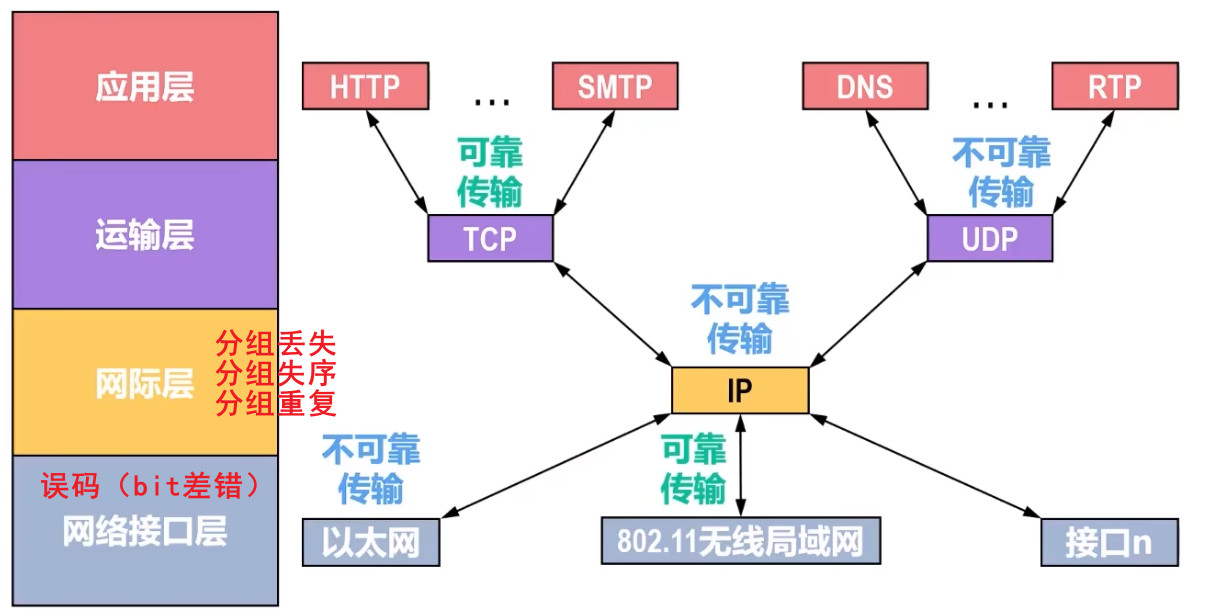 应用层
HTTP
...
SMTP
DNS
...
RTP
可靠
传输
不可靠
传输
运输层
TCP
UDP
不可靠
传输
分组丢失
分组失序
分组重复
网际层
IP
不可靠
传输
可靠
传输
误码（bit差错）
网络接口层
以太网
802.11无线局域网
接口n